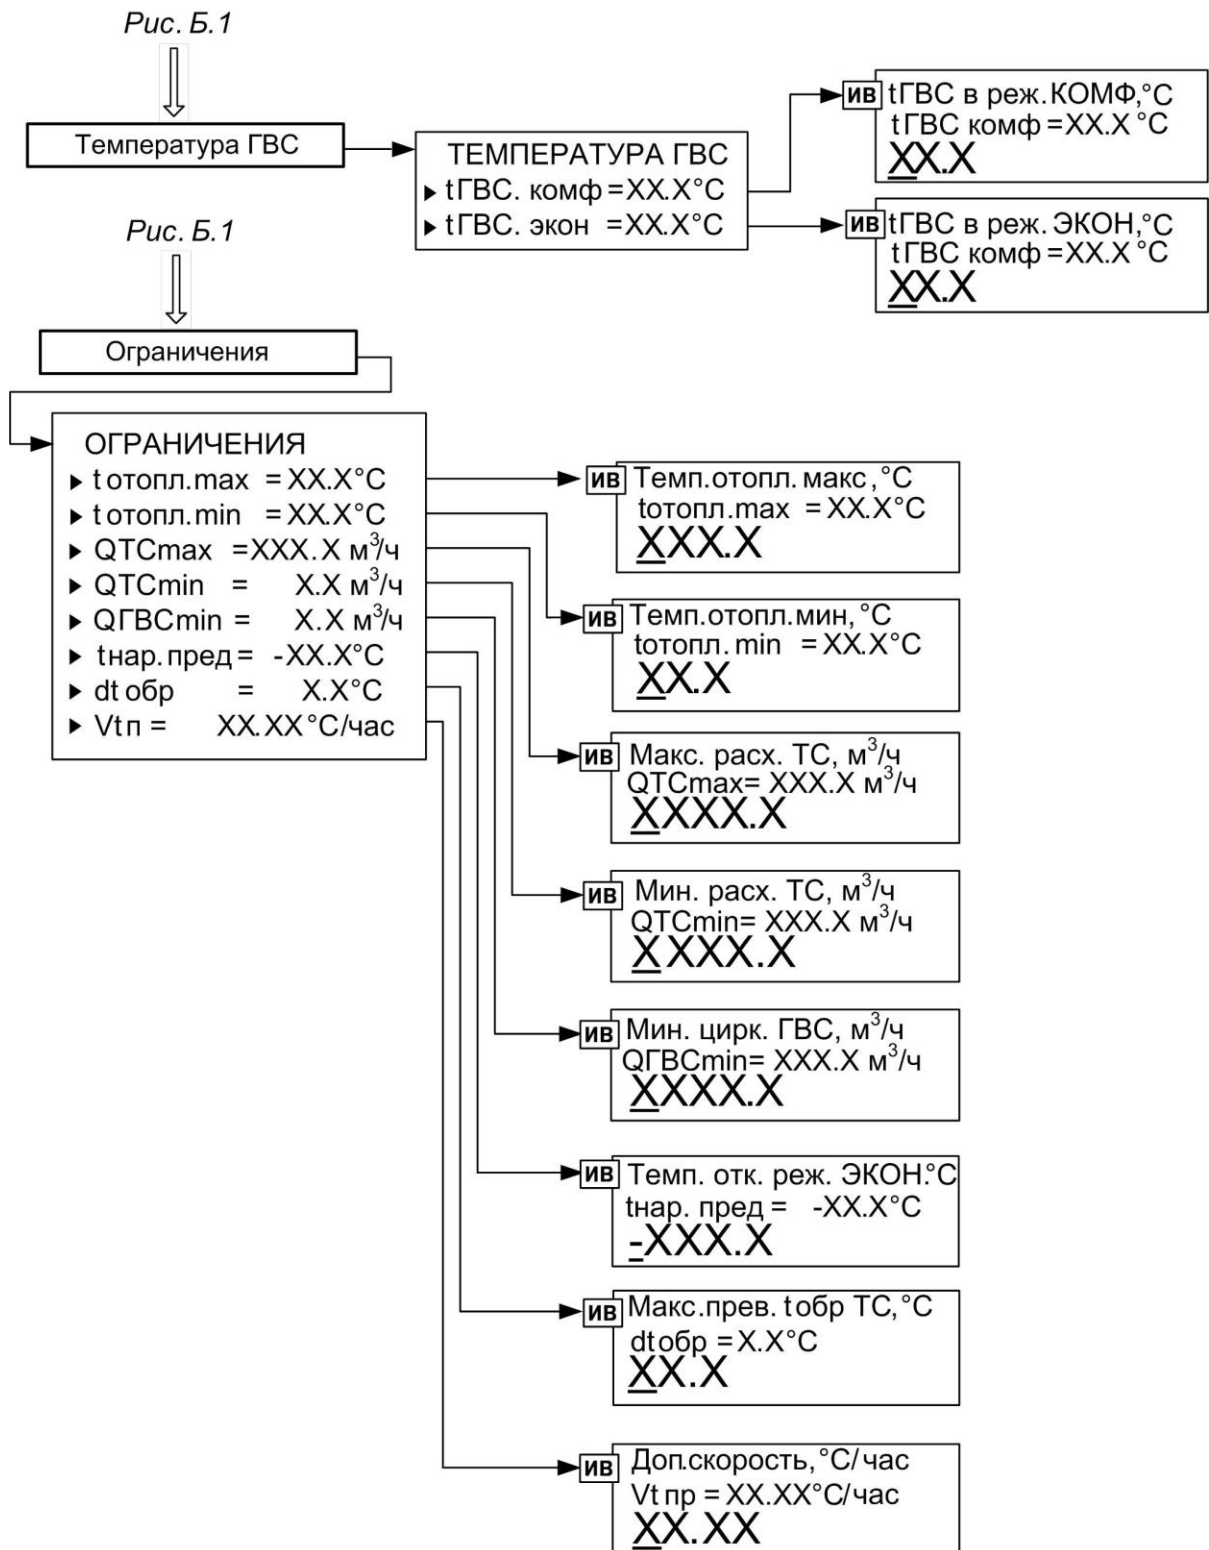 Рис. Б.1
Температура ГВС
ТЕМПЕРАТУРА ГВС
▶ tГВС. комф =XX.X°C
▶ tГВС. экон =XX.X°C
ИВ tГВС в реж.КОМФ,°C
tГВС комф =XX.X °C
XX.X
ИВ tГВС в реж. ЭКОН,°C
tГВС комф =XX.X °C
XX.X
Рис. Б.1
Ограничения
ОГРАНИЧЕНИЯ
▶ t отопл.max = XX.X°C
▶ t отопл.min = XX.X°C
▶ QТСmax =XXX.X м³/ч
▶ QТСmin = X.X м³/ч
▶ QГВСmin = X.X м³/ч
▶ tнар.пред = -XX.X°C
▶ dt обр = X.X°C
▶ Vtп = XX.XX°C/час
ИВ Темп.отопл. макс ,°C
tотопл.max = XX.X°C
XXX.X
ИВ Темп.отопл.мин,°C
tотопл. min = XX.X°C
XX.X
ИВ Макс. расх. ТС, м³/ч
QТСmax= XXX.X м³/ч
XXXX.X
ИВ Мин. расх. ТС, м³/ч
QТСmin= XXX.X м³/ч
XXXX.X
ИВ Мин. цирк. ГВС, м³/ч
QГВСmin= XXX.X м³/ч
XXXX.X
ИВ Темп. отк. реж. ЭКОН.°C
tнар. пред = -XX.X°C
-XXX.X
ИВ Макс.прев. tобр ТС,°C
dt обр = X.X°C
XX.X
ИВ Доп.скорость,°C/ час
Vt пр = XX.XX°C/час
XX.XX